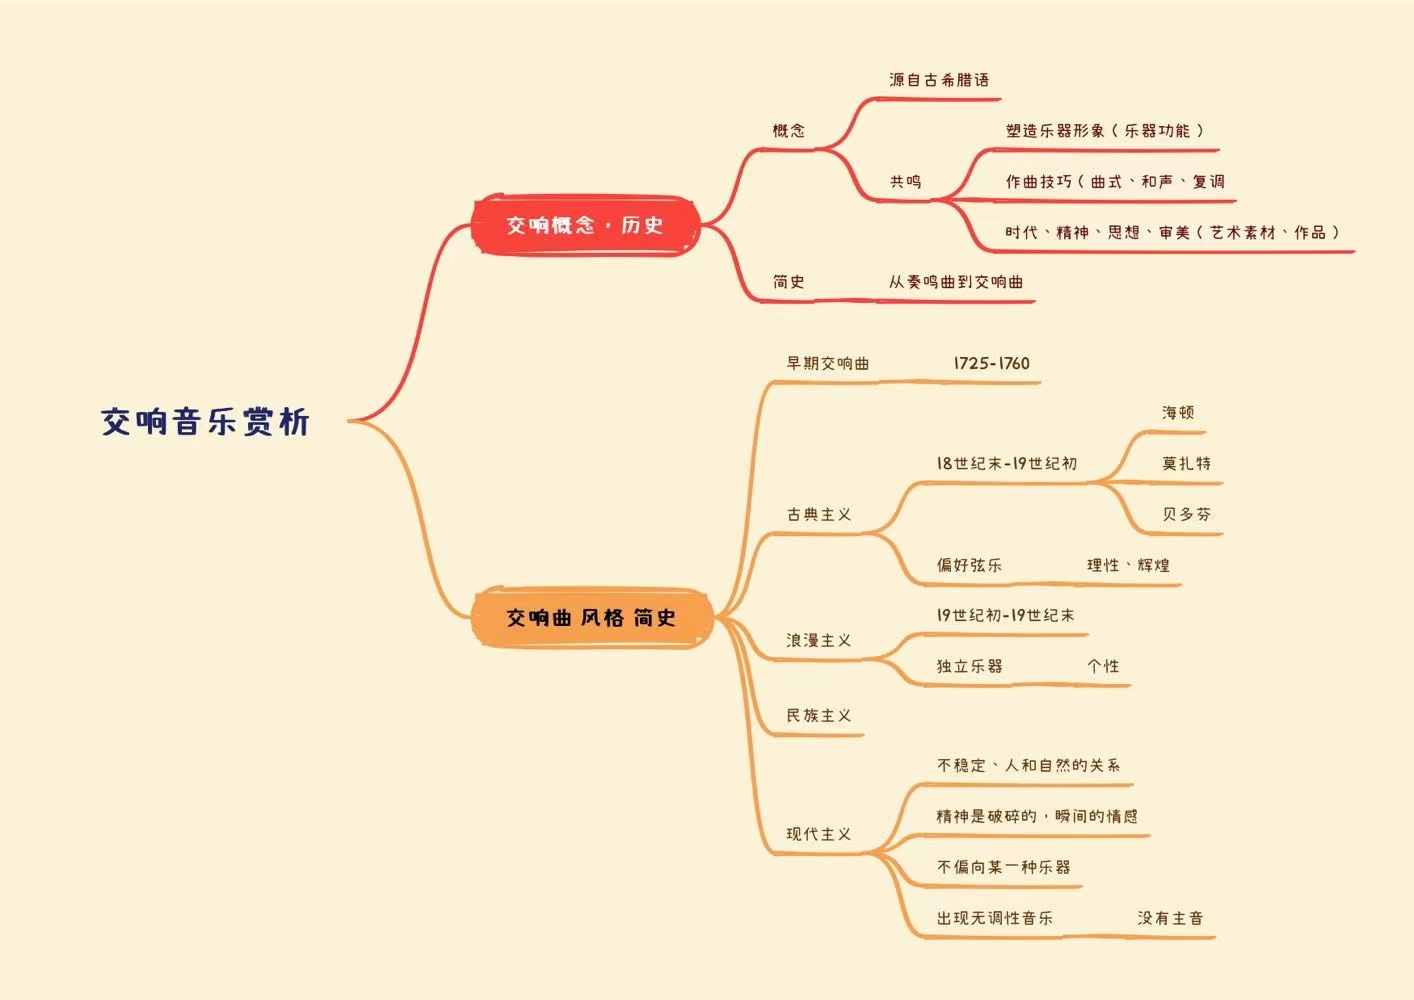 源自古希腊语
概念
塑造乐器形象（乐器功能）
共鸣
作曲技巧（曲式、和声、复调
交响概念，历史
时代、精神、思想、审美（艺术素材、作品）
简史
从奏鸣曲到交响曲
交响音乐赏析
早期交响曲
1725-1760
海顿
18世纪末-19世纪初
莫扎特
古典主义
贝多芬
偏好弦乐
理性、辉煌
交响曲 风格 简史
19世纪初-19世纪末
浪漫主义
独立乐器
个性
民族主义
不稳定、人和自然的关系
精神是破碎的，瞬间的情感
现代主义
不偏向某一种乐器
出现无调性音乐
没有主音